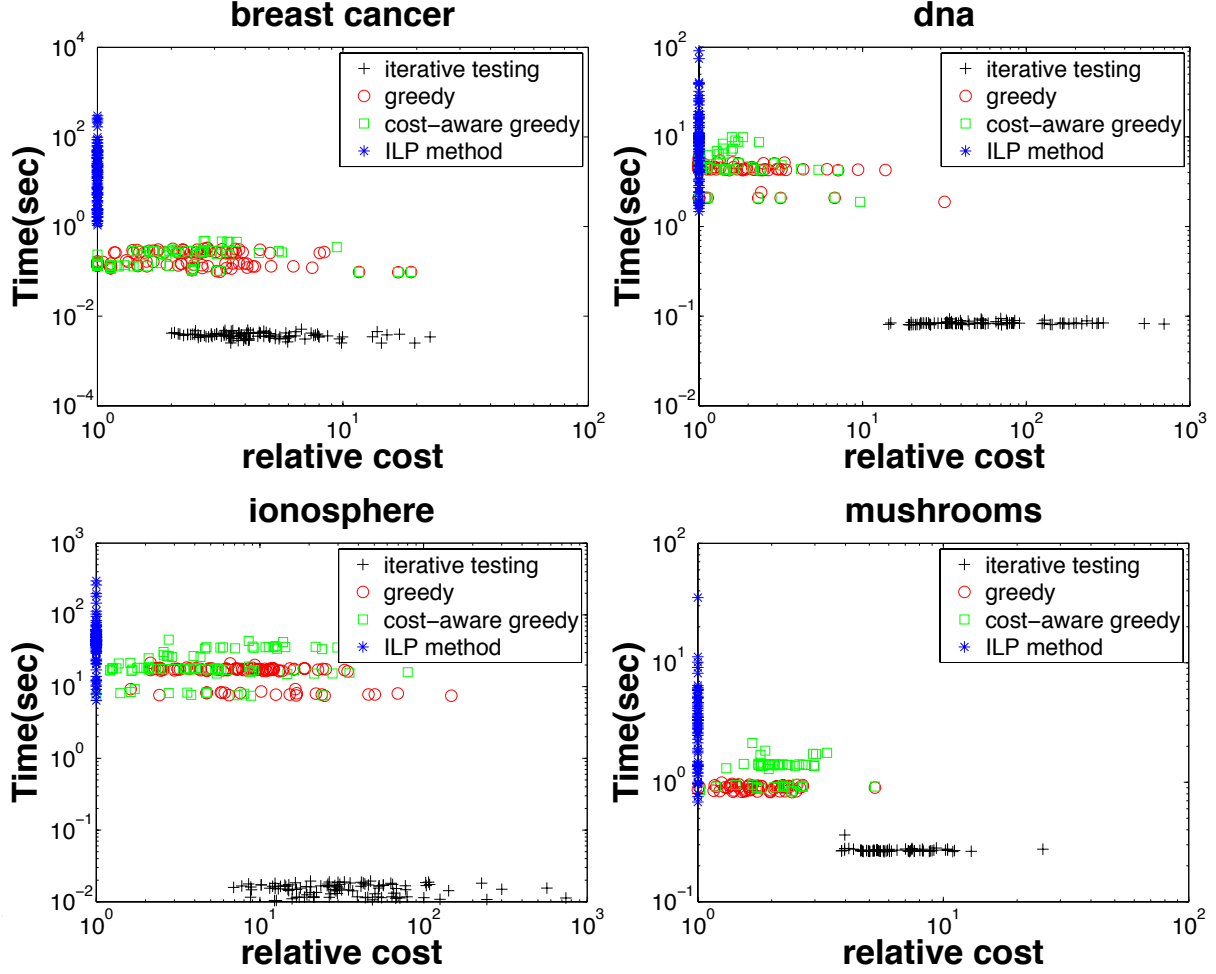 breast cancer
10^4
10^2
10^0
10^-2
10^-4
Time(sec)
iterative testing
greedy
cost-aware greedy
ILP method
10^0
10^1
10^2
relative cost
dna
10^2
10^1
10^0
10^-1
10^-2
Time(sec)
iterative testing
greedy
cost-aware greedy
ILP method
10^0
10^1
10^2
10^3
relative cost
ionosphere
10^3
10^2
10^1
10^0
10^-1
10^-2
Time(sec)
iterative testing
greedy
cost-aware greedy
ILP method
10^0
10^1
10^2
10^3
relative cost
mushrooms
10^2
10^1
10^0
10^-1
Time(sec)
iterative testing
greedy
cost-aware greedy
ILP method
10^0
10^1
10^2
relative cost